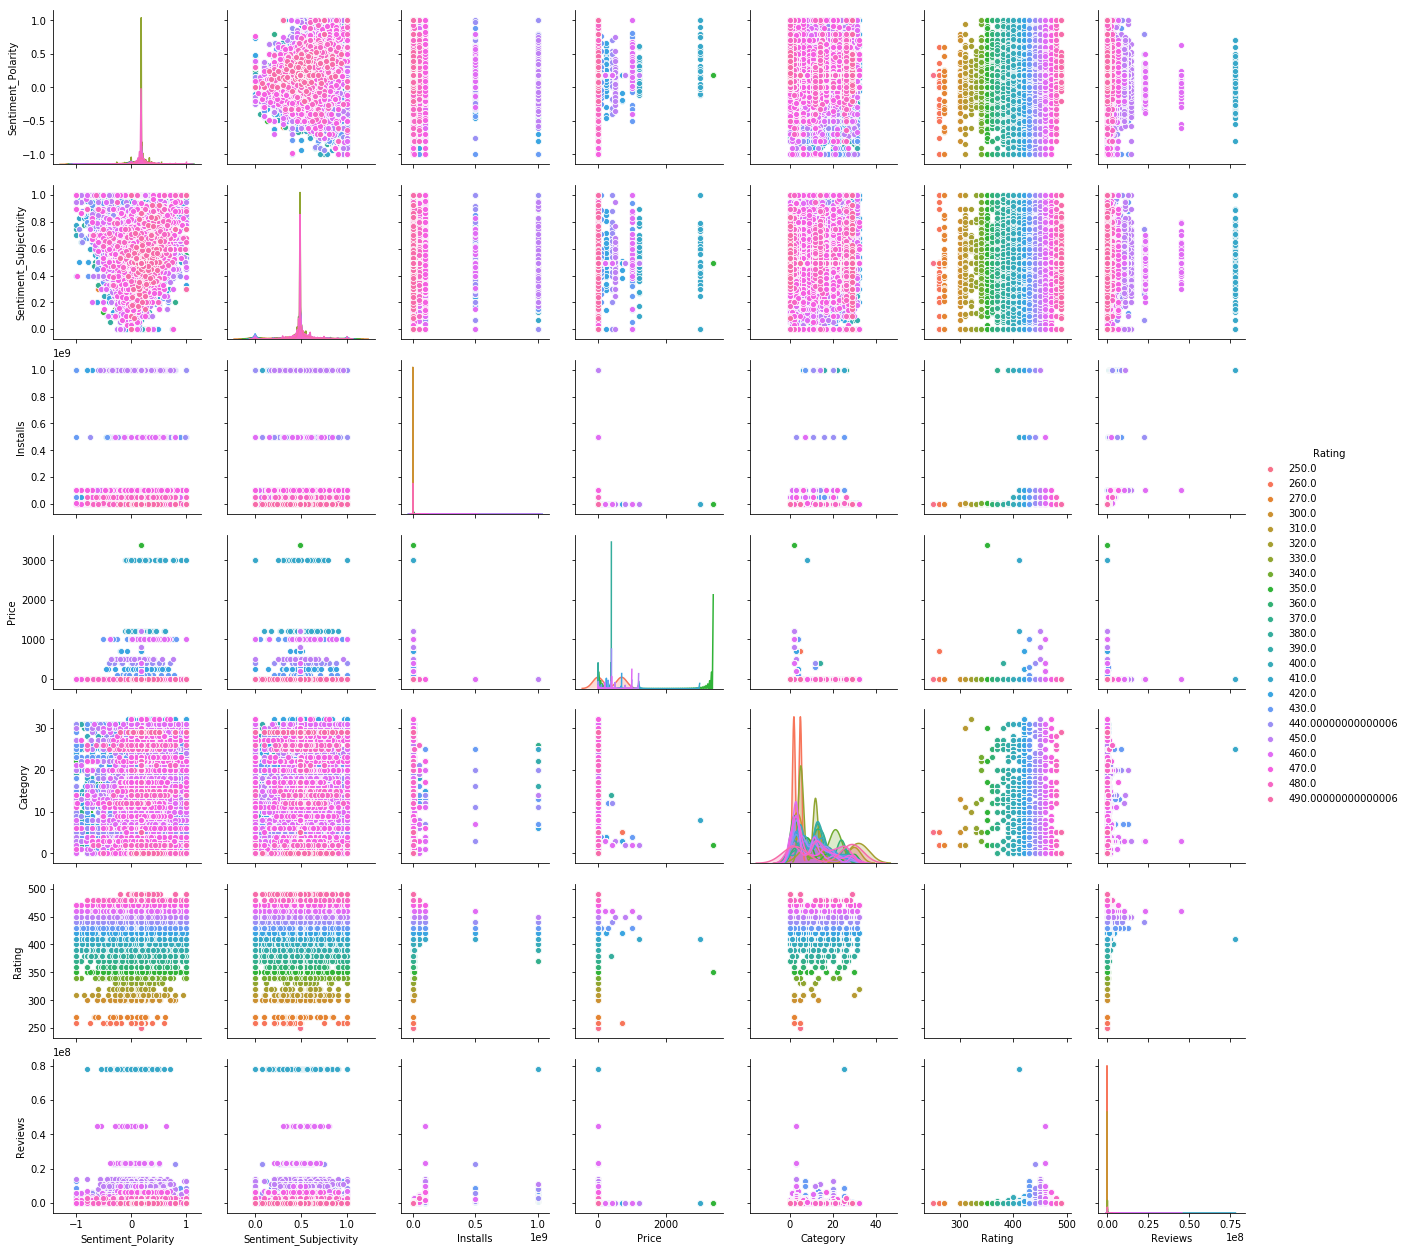 Sentiment_Polarity
1.0
0.5
0.0
−0.5
−1.0
Sentiment_Subjectivity
1.0
0.8
0.6
0.4
0.2
0.0
1e9
Installs
1.0
0.8
0.6
0.4
0.2
0.0
Price
3000
2000
1000
0
Category
30
20
10
0
Rating
500
450
400
350
300
250
1e8
Reviews
0.8
0.6
0.4
0.2
0.0
−1 0 1
Sentiment_Polarity
0.0 0.5 1.0
Sentiment_Subjectivity
0.0 0.5 1.0
1e9
Installs
0 2000
Price
0 20 40
Category
300 400 500
Rating
0.00 0.25 0.50 0.75
1e8
Reviews
Rating
250.0
260.0
270.0
300.0
310.0
320.0
330.0
340.0
350.0
360.0
370.0
380.0
390.0
400.0
410.0
420.0
430.0
440.00000000000006
450.0
460.0
470.0
480.0
490.00000000000006